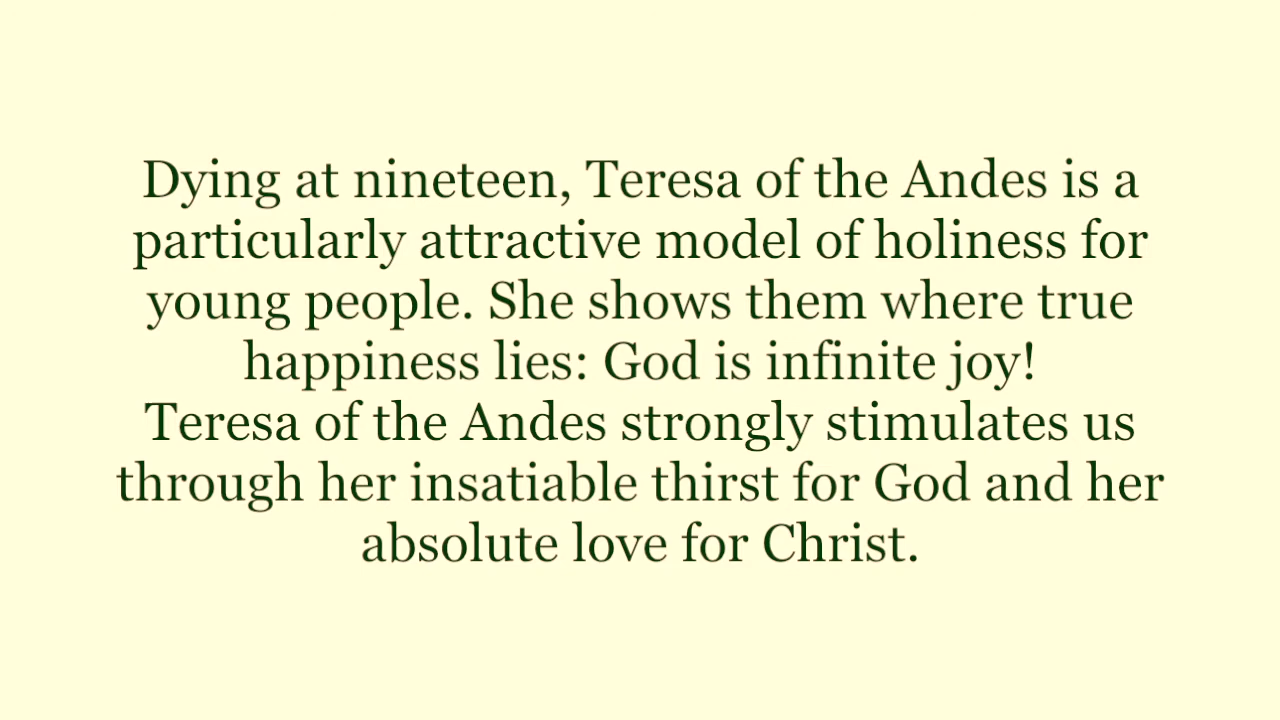 Dying at nineteen, Teresa of the Andes is a
particularly attractive model of holiness for
young people. She shows them where true
happiness lies: God is infinite joy!
Teresa of the Andes strongly stimulates us
through her insatiable thirst for God and her
absolute love for Christ.